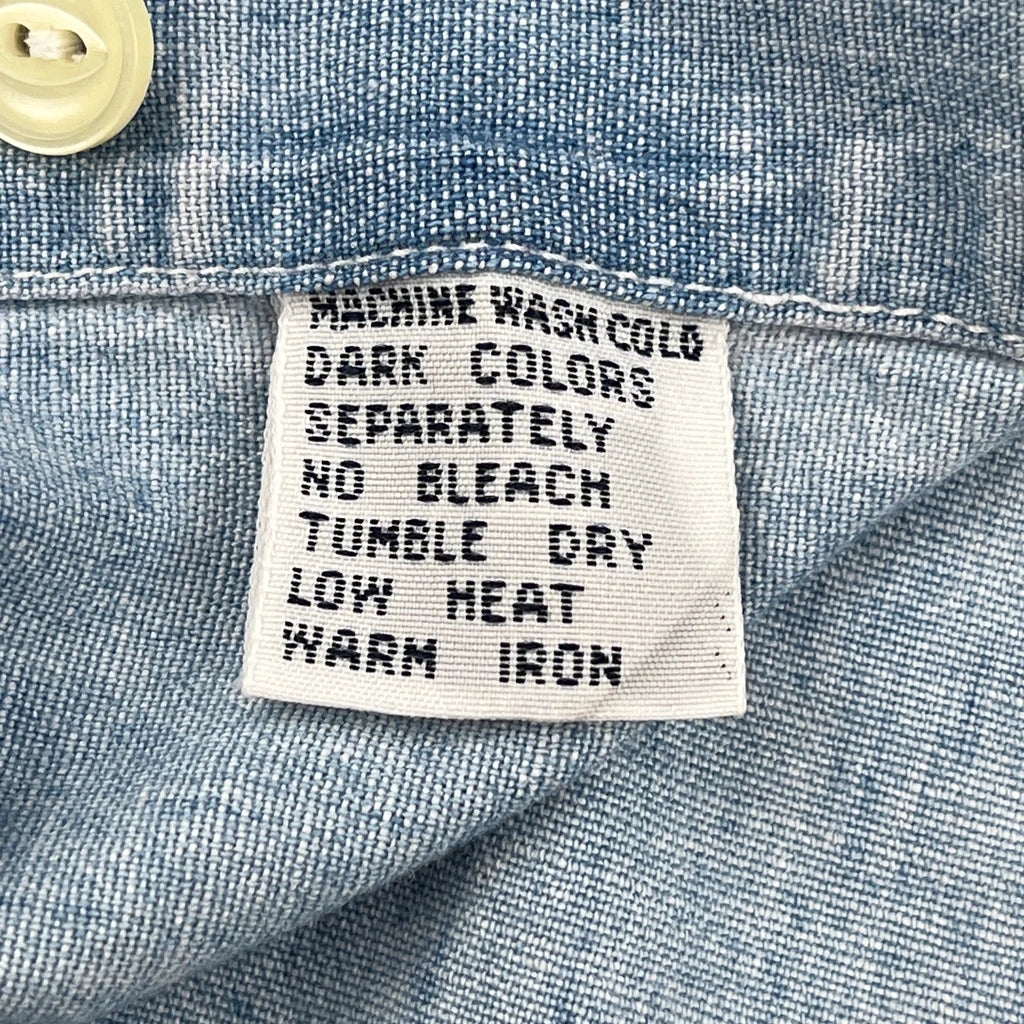 MACHINE WASH COLD
DARK COLORS
SEPARATELY
NO BLEACH
TUMBLE DRY
LOW HEAT
WARM IRON